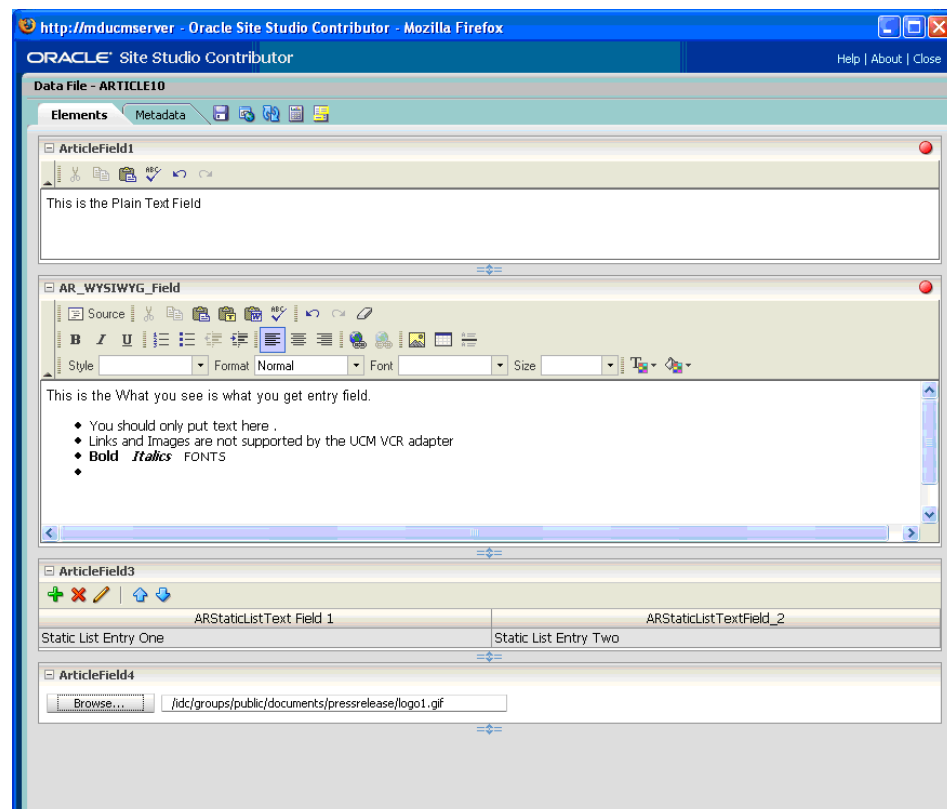 http://mducmserver - Oracle Site Studio Contributor - Mozilla Firefox
ORACLE Site Studio Contributor
Help | About | Close
Data File - ARTICLE10
Elements Metadata
ArticleField1
ABC
This is the Plain Text Field
AR_WYSIWYG_Field
Source ABC
B I U
Style Format Normal Font Size
This is the What you see is what you get entry field.
You should only put text here .
Links and Images are not supported by the UCM VCR adapter
Bold Italics FONTS
ArticleField3
ARStaticListText Field 1 ARStaticListTextField_2
Static List Entry One Static List Entry Two
ArticleField4
Browse... /idc/groups/public/documents/pressrelease/logo1.gif